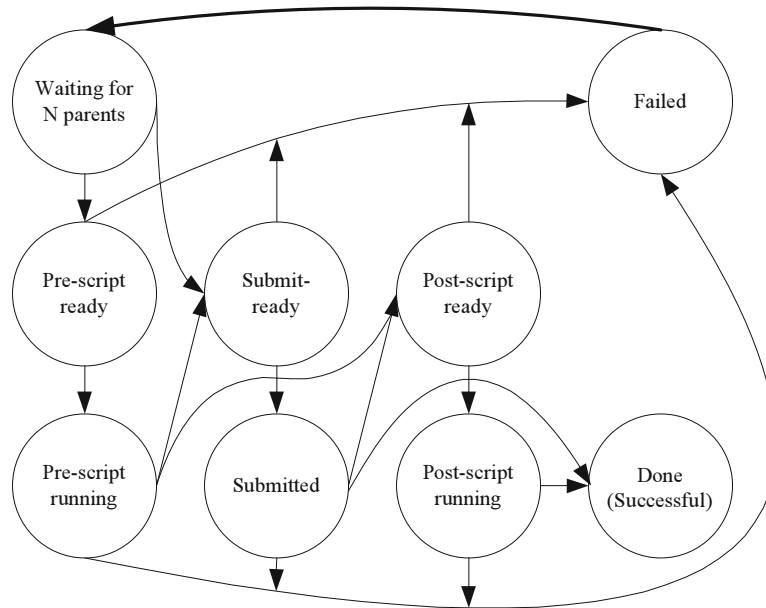 Waiting for
N parents
Failed
Pre-script
ready
Submit-
ready
Post-script
ready
Pre-script
running
Submitted
Post-script
running
Done
(Successful)